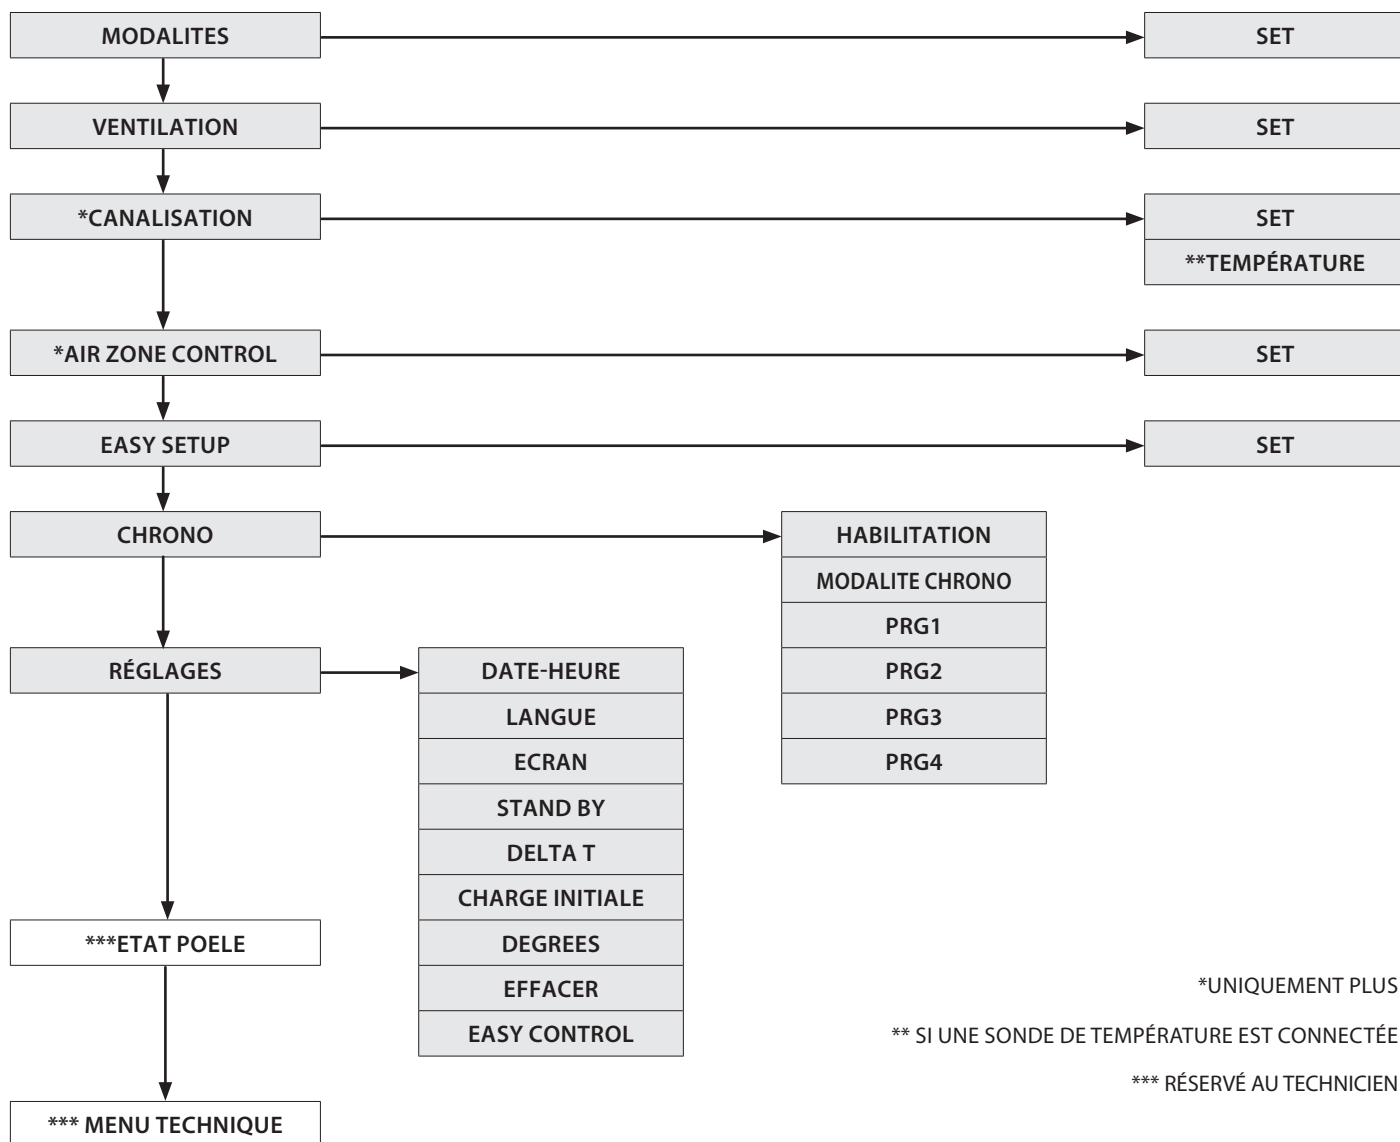 MODALITES
SET
VENTILATION
SET
*CANALISATION
SET
**TEMPÉRATURE
*AIR ZONE CONTROL
SET
EASY SETUP
SET
CHRONO
HABILITATION
MODALITE CHRONO
PRG1
PRG2
PRG3
PRG4
RÉGLAGES
DATE-HEURE
LANGUE
ECRAN
STAND BY
DELTA T
CHARGE INITIALE
DEGREES
EFFACER
EASY CONTROL
***ETAT POELE
*** MENU TECHNIQUE
*UNIQUEMENT PLUS
** SI UNE SONDE DE TEMPÉRATURE EST CONNECTÉE
*** RÉSERVÉ AU TECHNICIEN